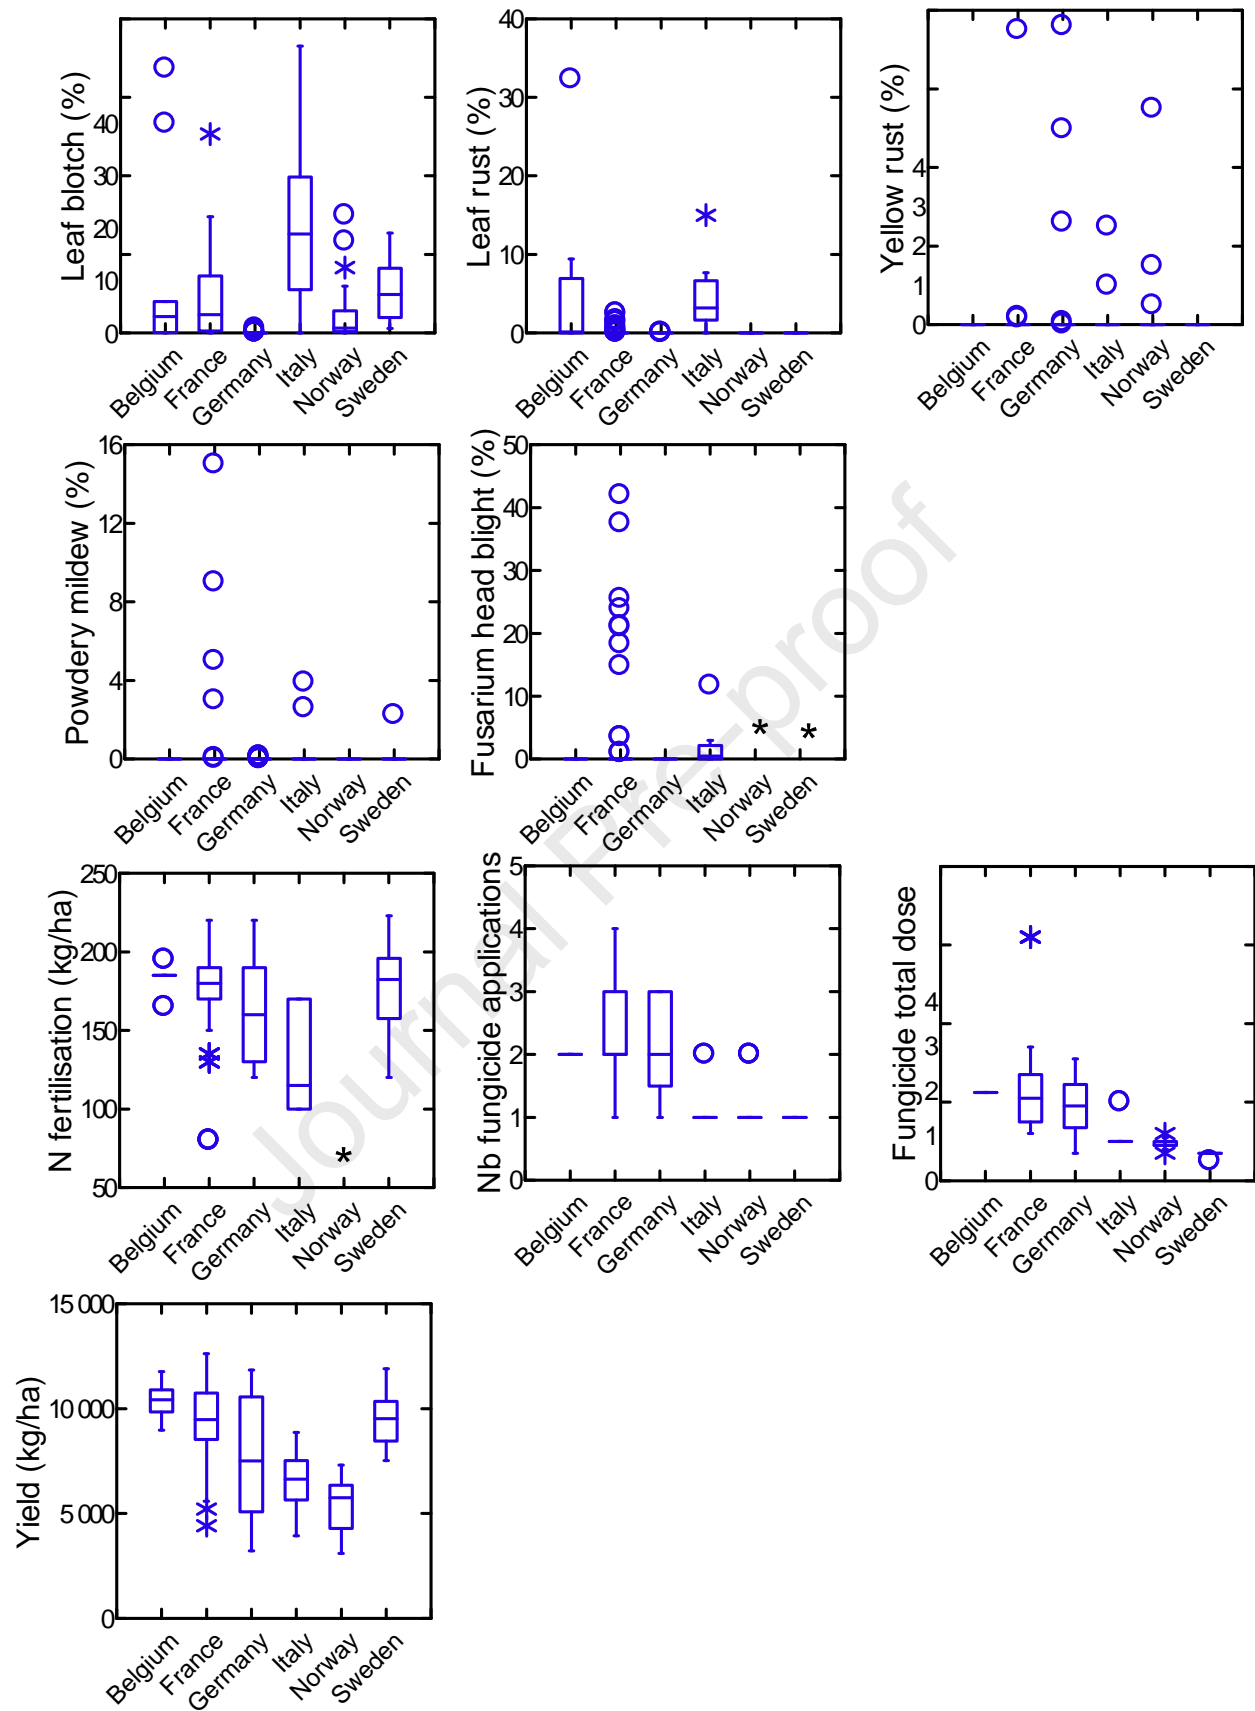 Leaf blotch (%)
40
30
20
10
0
Belgium
France
Germany
Italy
Norway
Sweden
Leaf rust (%)
40
30
20
10
0
Belgium
France
Germany
Italy
Norway
Sweden
Yellow rust (%)
4
3
2
1
0
Belgium
France
Germany
Italy
Norway
Sweden
Powdery mildew (%)
16
12
8
4
0
Belgium
France
Germany
Italy
Norway
Sweden
Fusarium head blight (%)
50
40
30
20
10
0
*
*
Belgium
France
Germany
Italy
Norway
Sweden
N fertilisation (kg/ha)
250
200
150
100
50
*
Belgium
France
Germany
Italy
Norway
Sweden
Nb fungicide applications
5
4
3
2
1
0
Belgium
France
Germany
Italy
Norway
Sweden
Fungicide total dose
4
3
2
1
0
Belgium
France
Germany
Italy
Norway
Sweden
Yield (kg/ha)
15 000
10 000
5 000
0
Belgium
France
Germany
Italy
Norway
Sweden
Journal Pre-proof